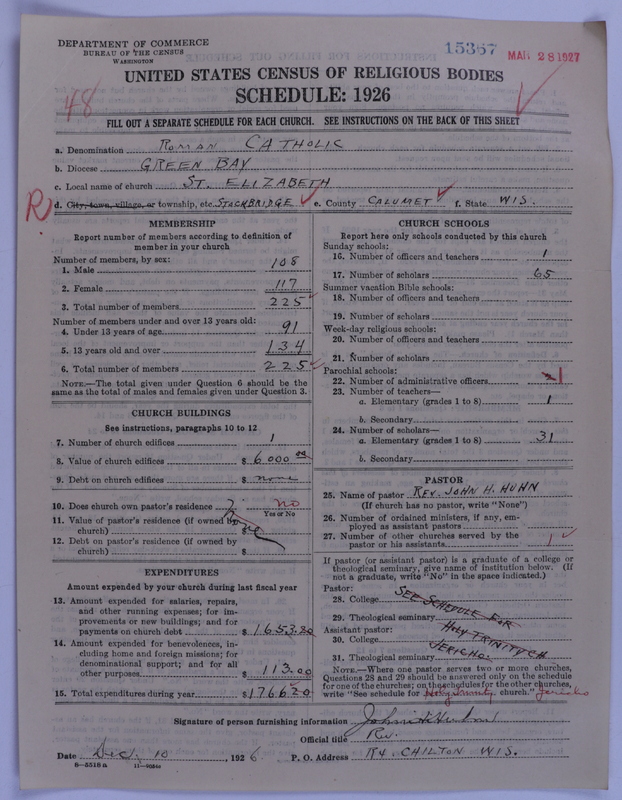 DEPARTMENT OF COMMERCE
BUREAU OF THE CENSUS
WASHINGTON
15367
MAR 28 1927
UNITED STATES CENSUS OF RELIGIOUS BODIES
SCHEDULE: 1926
48
FILL OUT A SEPARATE SCHEDULE FOR EACH CHURCH. SEE INSTRUCTIONS ON THE BACK OF THIS SHEET
a. Denomination ROMAN CATHOLIC
b. Diocese GREEN BAY
c. Local name of church ST. ELIZABETH
R d. City, town, village, or township, etc. STOCKBRIDGE e. County CALUMET f. State WIS.
MEMBERSHIP
Report number of members according to definition of
member in your church
Number of members, by sex:
1. Male 108
2. Female 117
3. Total number of members 225
Number of members under and over 13 years old:
4. Under 13 years of age 91
5. 13 years old and over 134
6. Total number of members 225
NOTE.—The total given under Question 6 should be the
same as the total of males and females given under Question 3.
CHURCH BUILDINGS
See instructions, paragraphs 10 to 12
7. Number of church edifices 1
8. Value of church edifices $ 6,000 00
9. Debt on church edifices $ none
10. Does church own pastor's residence ? no
Yes or No
11. Value of pastor's residence (if owned by
church) $
12. Debt on pastor's residence (if owned by
church) $
EXPENDITURES
Amount expended by your church during last fiscal year
13. Amount expended for salaries, repairs,
and other running expenses; for im-
provements or new buildings; and for
payments on church debt $ 1653.20
14. Amount expended for benevolences, in-
cluding home and foreign missions; for
denominational support; and for all
other purposes $ 113.00
15. Total expenditures during year $ 1766 20
CHURCH SCHOOLS
Report here only schools conducted by this church
Sunday schools:
16. Number of officers and teachers 1
17. Number of scholars 65
Summer vacation Bible schools:
18. Number of officers and teachers
19. Number of scholars
Week-day religious schools:
20. Number of officers and teachers
21. Number of scholars
Parochial schools:
22. Number of administrative officers 1
23. Number of teachers—
a. Elementary (grades 1 to 8) 1
b. Secondary
24. Number of scholars—
a. Elementary (grades 1 to 8) 31
b. Secondary
PASTOR
25. Name of pastor REV. JOHN H. HUHN
(If church has no pastor, write "None")
26. Number of ordained ministers, if any, em-
ployed as assistant pastors
27. Number of other churches served by the
pastor or his assistants 1
If pastor (or assistant pastor) is a graduate of a college or
theological seminary, give name of institution below. (If
not a graduate, write "No" in the space indicated.)
Pastor:
28. College SEE SCHEDULE FOR
29. Theological seminary HOLY TRINITY CH
Assistant pastor:
30. College JERICHO
31. Theological seminary
NOTE.—Where one pastor serves two or more churches,
Questions 28 and 29 should be answered only on the schedule
for one of the churches; on the schedules for the other churches,
write "See schedule for Holy Trinity church." Jericho
Signature of person furnishing information
Official title Rev.
Date Dec. 10, 1926 P. O. Address R4 CHILTON WIS.
8-5518 a